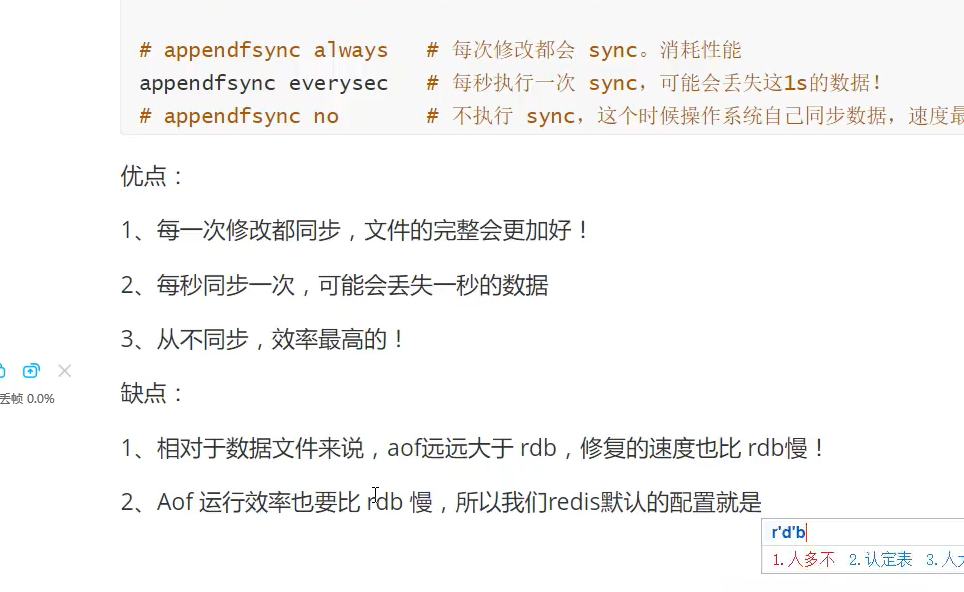 # appendfsync always # 每次修改都会 sync。消耗性能
appendfsync everysec # 每秒执行一次 sync，可能会丢失这1s的数据！
# appendfsync no # 不执行 sync，这个时候操作系统自己同步数据，速度最
优点：
1、每一次修改都同步，文件的完整会更加好！
2、每秒同步一次，可能会丢失一秒的数据
3、从不同步，效率最高的！
丢帧 0.0%
缺点：
1、相对于数据文件来说，aof远远大于 rdb，修复的速度也比 rdb慢！
2、Aof 运行效率也要比 rdb 慢，所以我们redis默认的配置就是
r'd'b
1.人多不 2.认定表 3.人